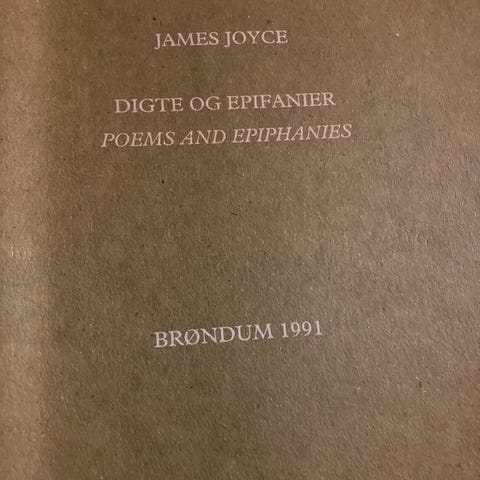 JAMES JOYCE
DIGTE OG EPIFANIER
POEMS AND EPIPHANIES
BRØNDUM 1991